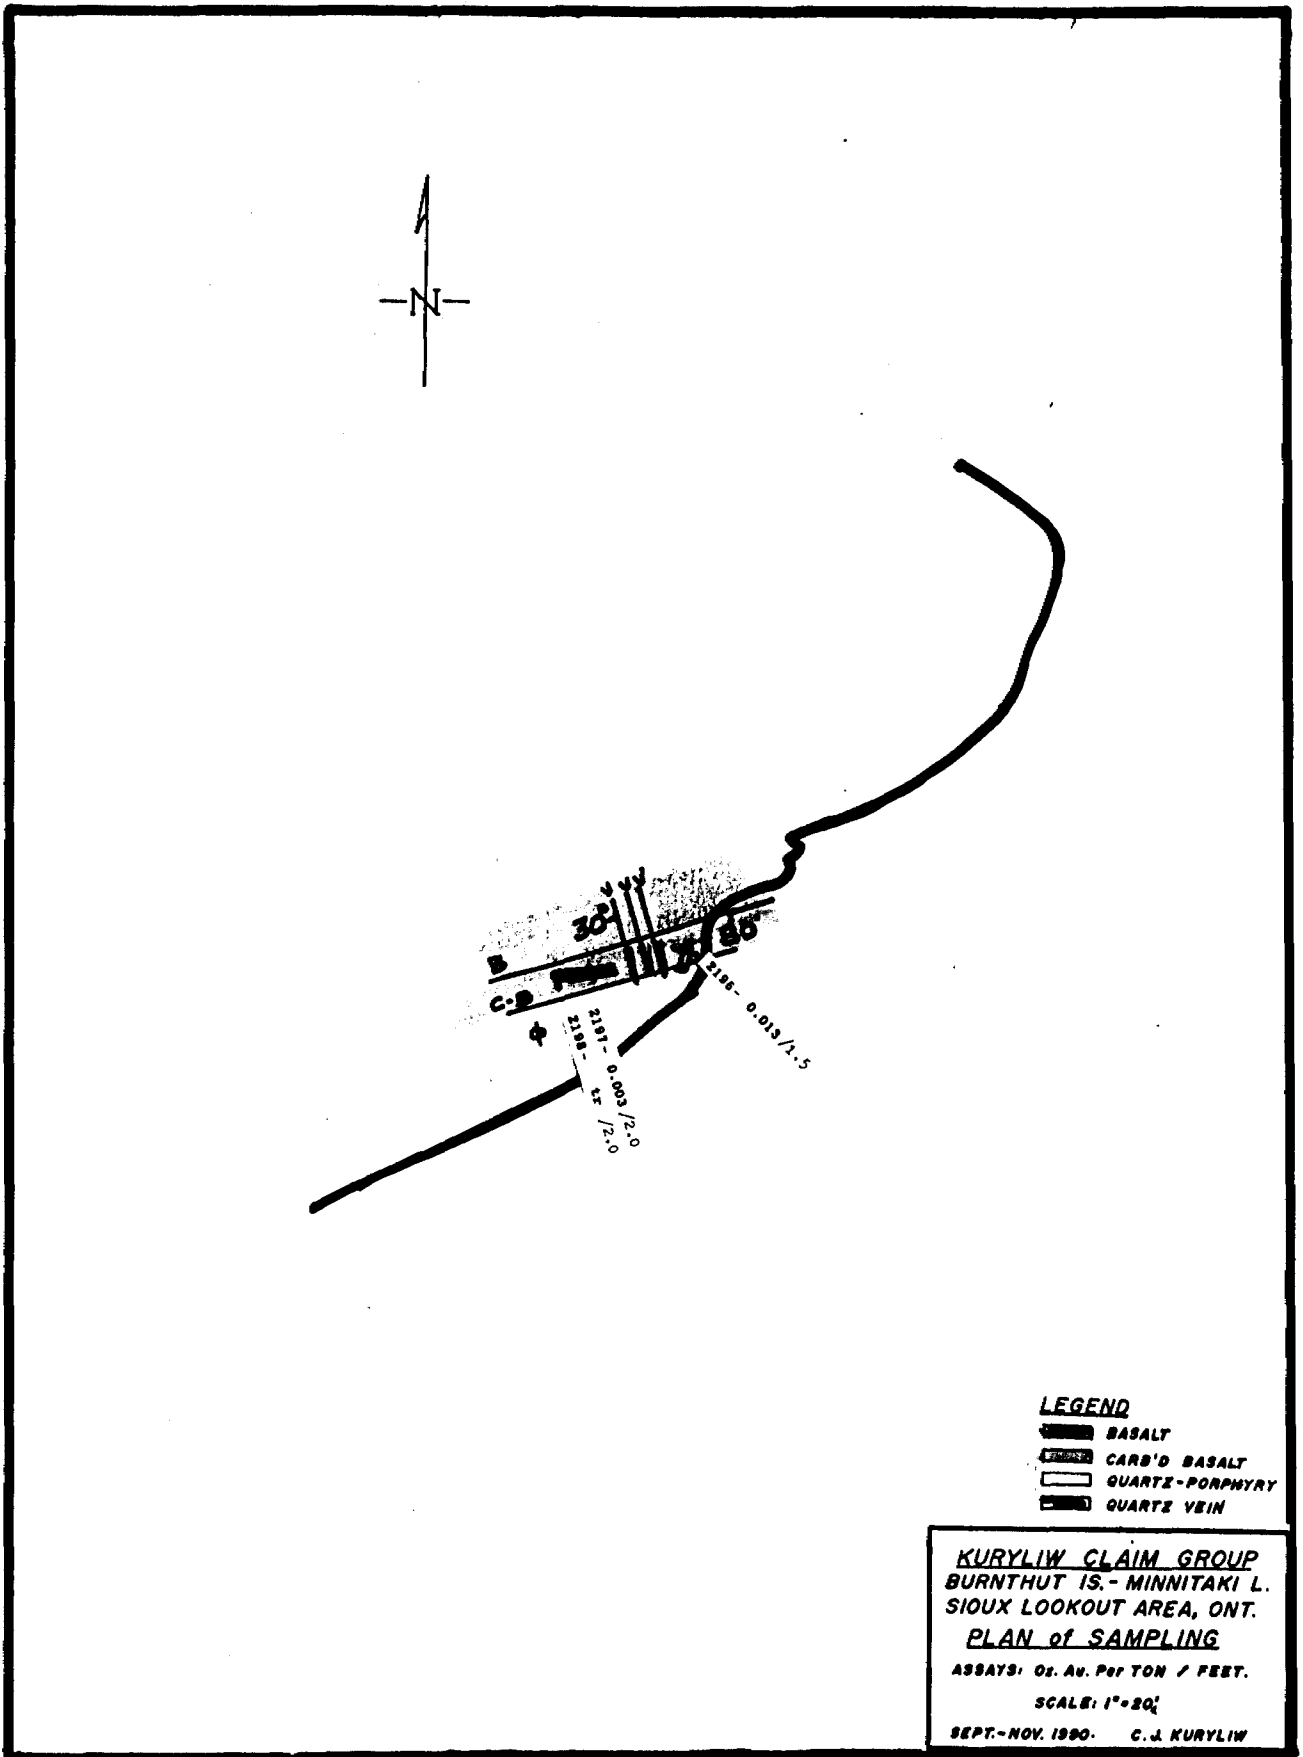 N
V V V
30°
80°
B
C-B
2196- 0.013/1.5
2197- 0.003/2.0
2198- tr /2.0
LEGEND
BASALT
CARB'D BASALT
QUARTZ-PORPHYRY
QUARTZ VEIN
KURYLIW CLAIM GROUP
BURNTHUT IS.- MINNITAKI L.
SIOUX LOOKOUT AREA, ONT.
PLAN of SAMPLING
ASSAYS: Oz. Au. Per TON / FEET.
SCALE: 1"=20'
SEPT.-NOV. 1990. C.J. KURYLIW